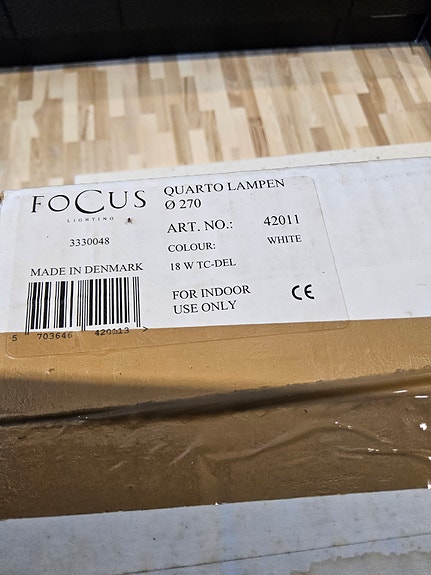 FOCUS
LIGHTING
3330048
MADE IN DENMARK
5 703646 420113 >
QUARTO LAMPEN
Ø 270
ART. NO.: 42011
COLOUR: WHITE
18 W TC-DEL
FOR INDOOR
USE ONLY
CE